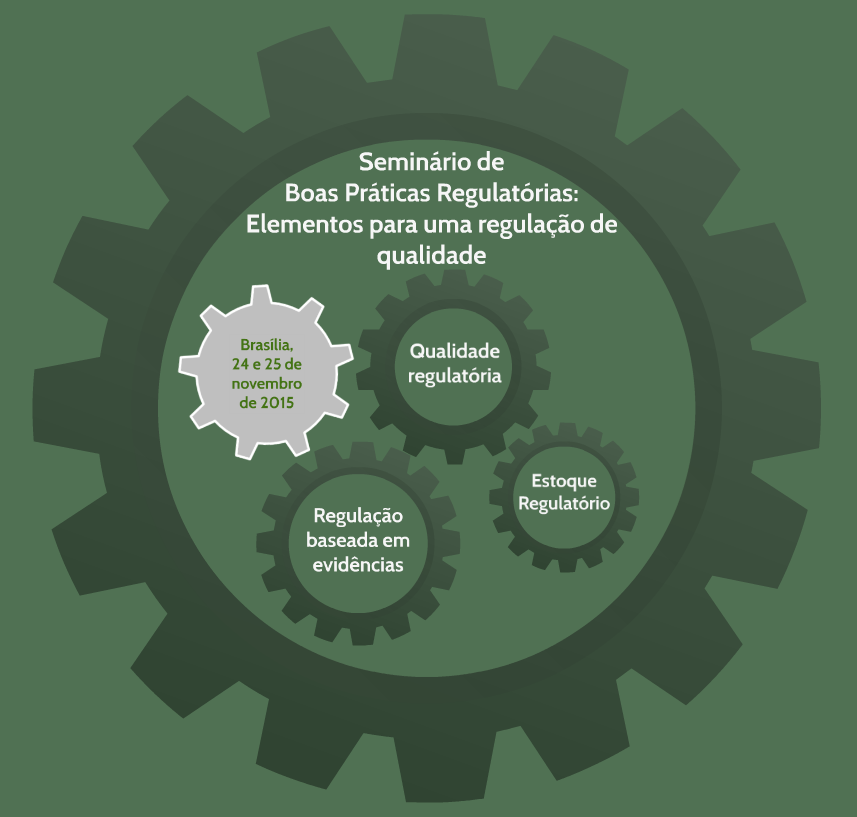 Seminário de
Boas Práticas Regulatórias:
Elementos para uma regulação de
qualidade
Brasília,
24 e 25 de
novembro
de 2015
Qualidade
regulatória
Estoque
Regulatório
Regulação
baseada em
evidências